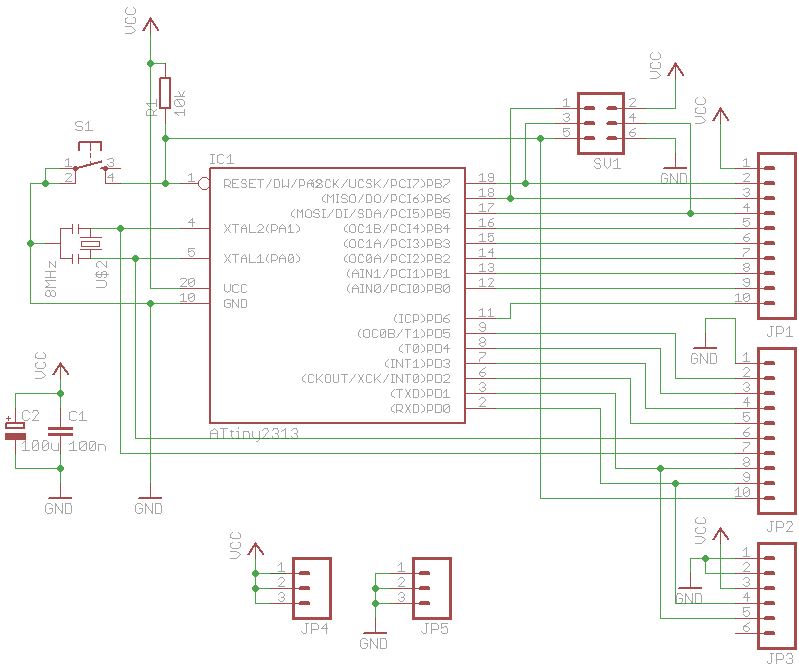 VCC
R1
10k
S1
1
3
2
4
IC1
1
RESET/DW/PA2
4
XTAL2(PA1)
5
XTAL1(PA0)
20
VCC
10
GND
SCK/UCSK/PCI7)PB7
19
(MISO/DO/PCI6)PB6
18
(MOSI/DI/SDA/PCI5)PB5
17
(OC1B/PCI4)PB4
16
(OC1A/PCI3)PB3
15
(OC0A/PCI2)PB2
14
(AIN1/PCI1)PB1
13
(AIN0/PCI0)PB0
12
(ICP)PD6
11
(OC0B/T1)PD5
9
(T0)PD4
8
(INT1)PD3
7
(CKOUT/XCK/INT0)PD2
6
(TXD)PD1
3
(RXD)PD0
2
ATtiny2313
8MHz
U$2
VCC
C2
100u
C1
100n
GND
GND
VCC
1
2
3
4
5
6
SV1
GND
VCC
1
2
3
4
5
6
7
8
9
10
JP1
GND
1
2
3
4
5
6
7
8
9
10
JP2
VCC
GND
1
2
3
4
5
6
JP3
VCC
1
2
3
JP4
1
2
3
JP5
GND